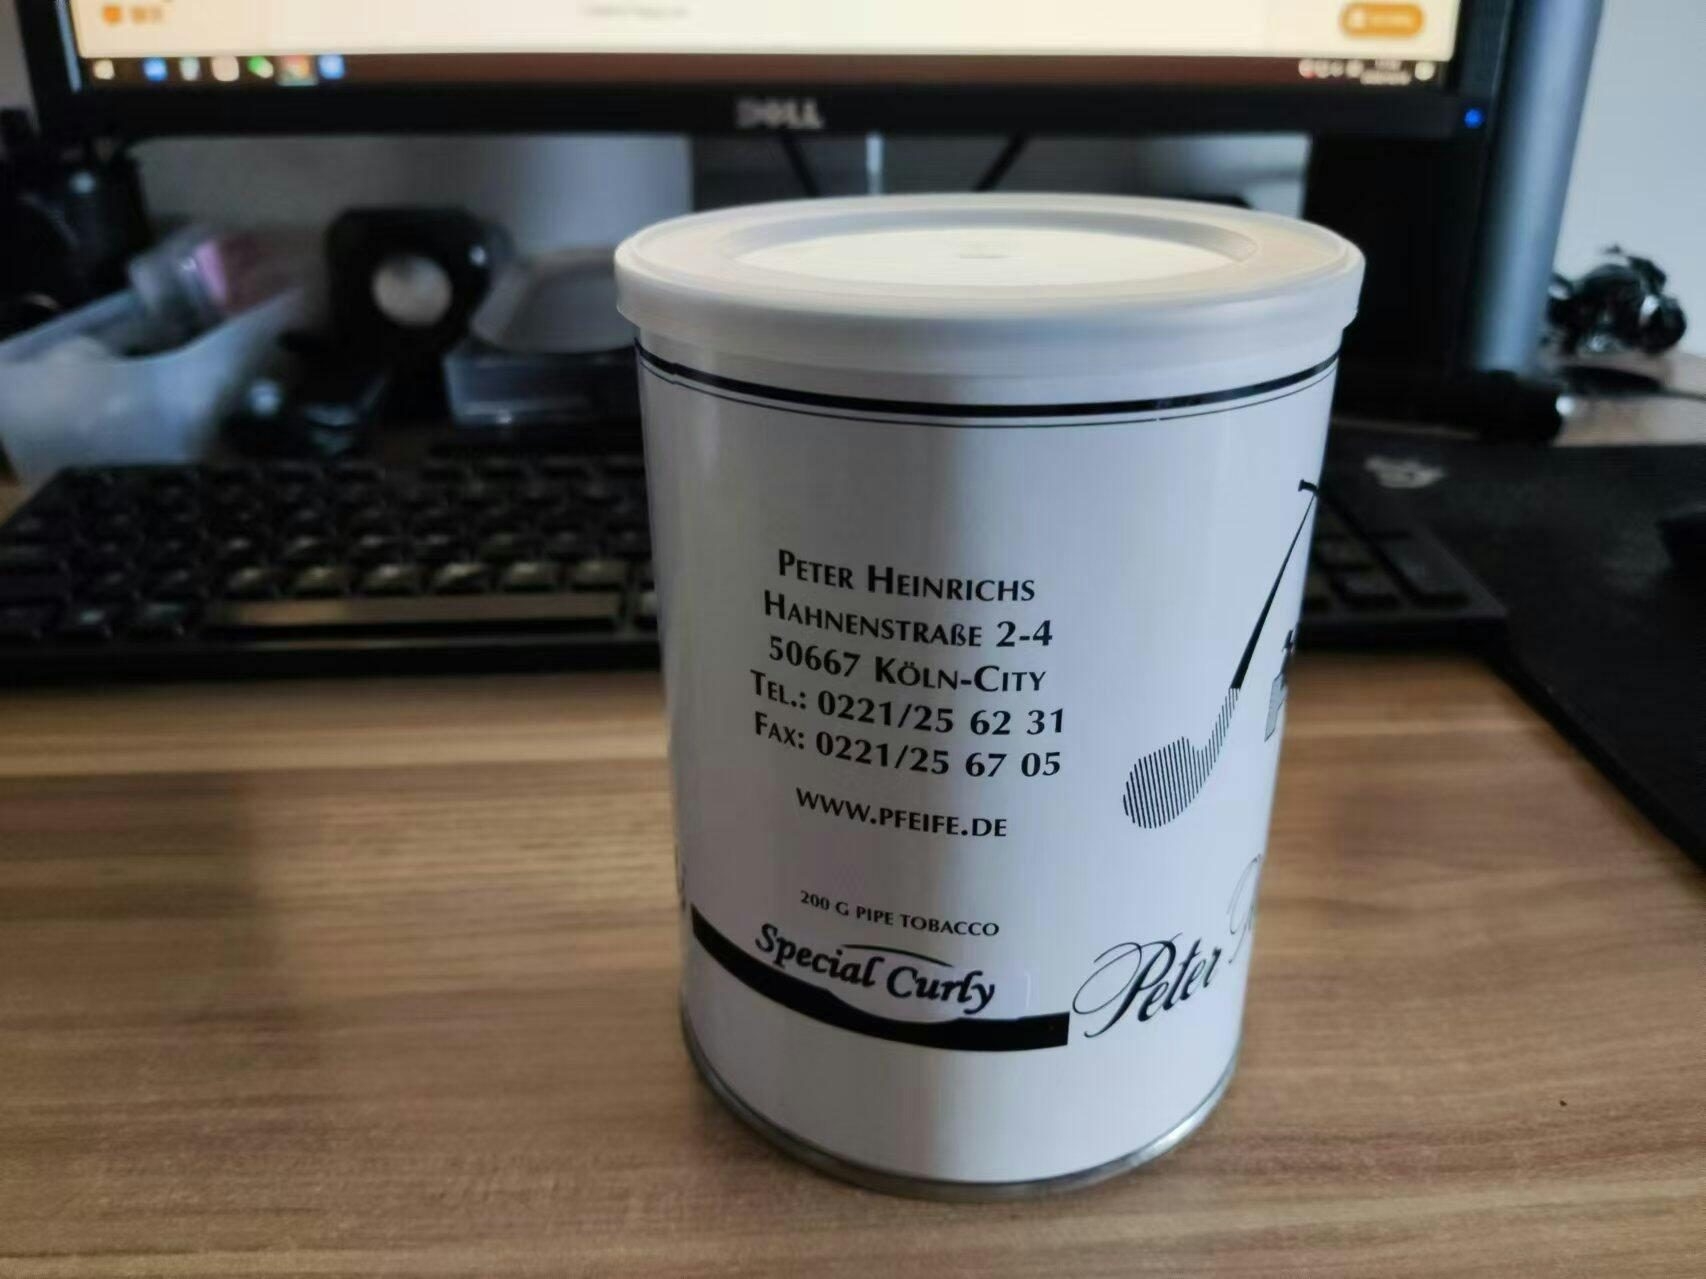 DELL
PETER HEINRICHS
HAHNENSTRAßE 2-4
50667 KÖLN-CITY
TEL.: 0221/25 62 31
FAX: 0221/25 67 05
WWW.PFEIFE.DE
200 G PIPE TOBACCO
Special Curly
Peter